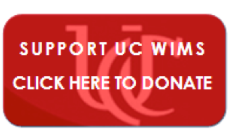 SUPPORT UC WIMS
CLICK HERE TO DONATE